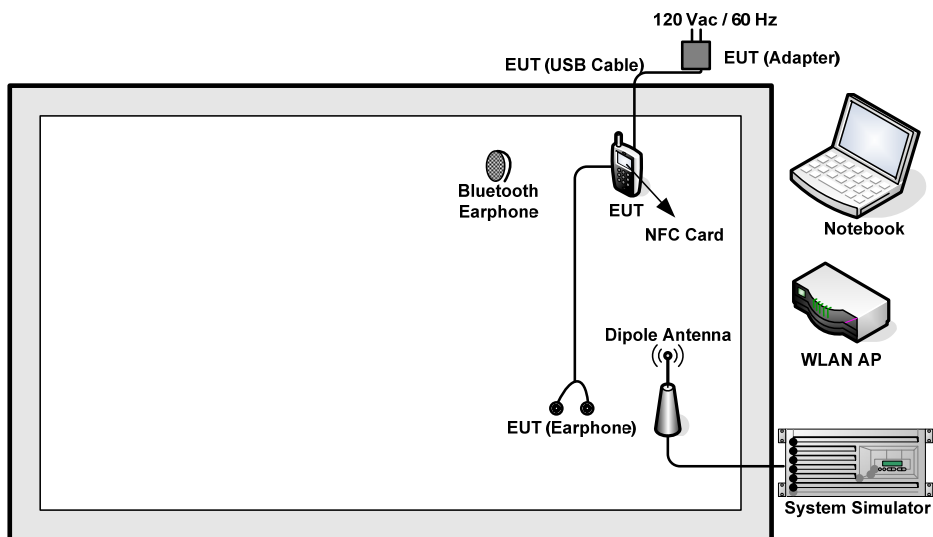 120 Vac / 60 Hz
EUT (Adapter)
EUT (USB Cable)
Bluetooth
Earphone
EUT
NFC Card
Notebook
Dipole Antenna
WLAN AP
EUT (Earphone)
System Simulator